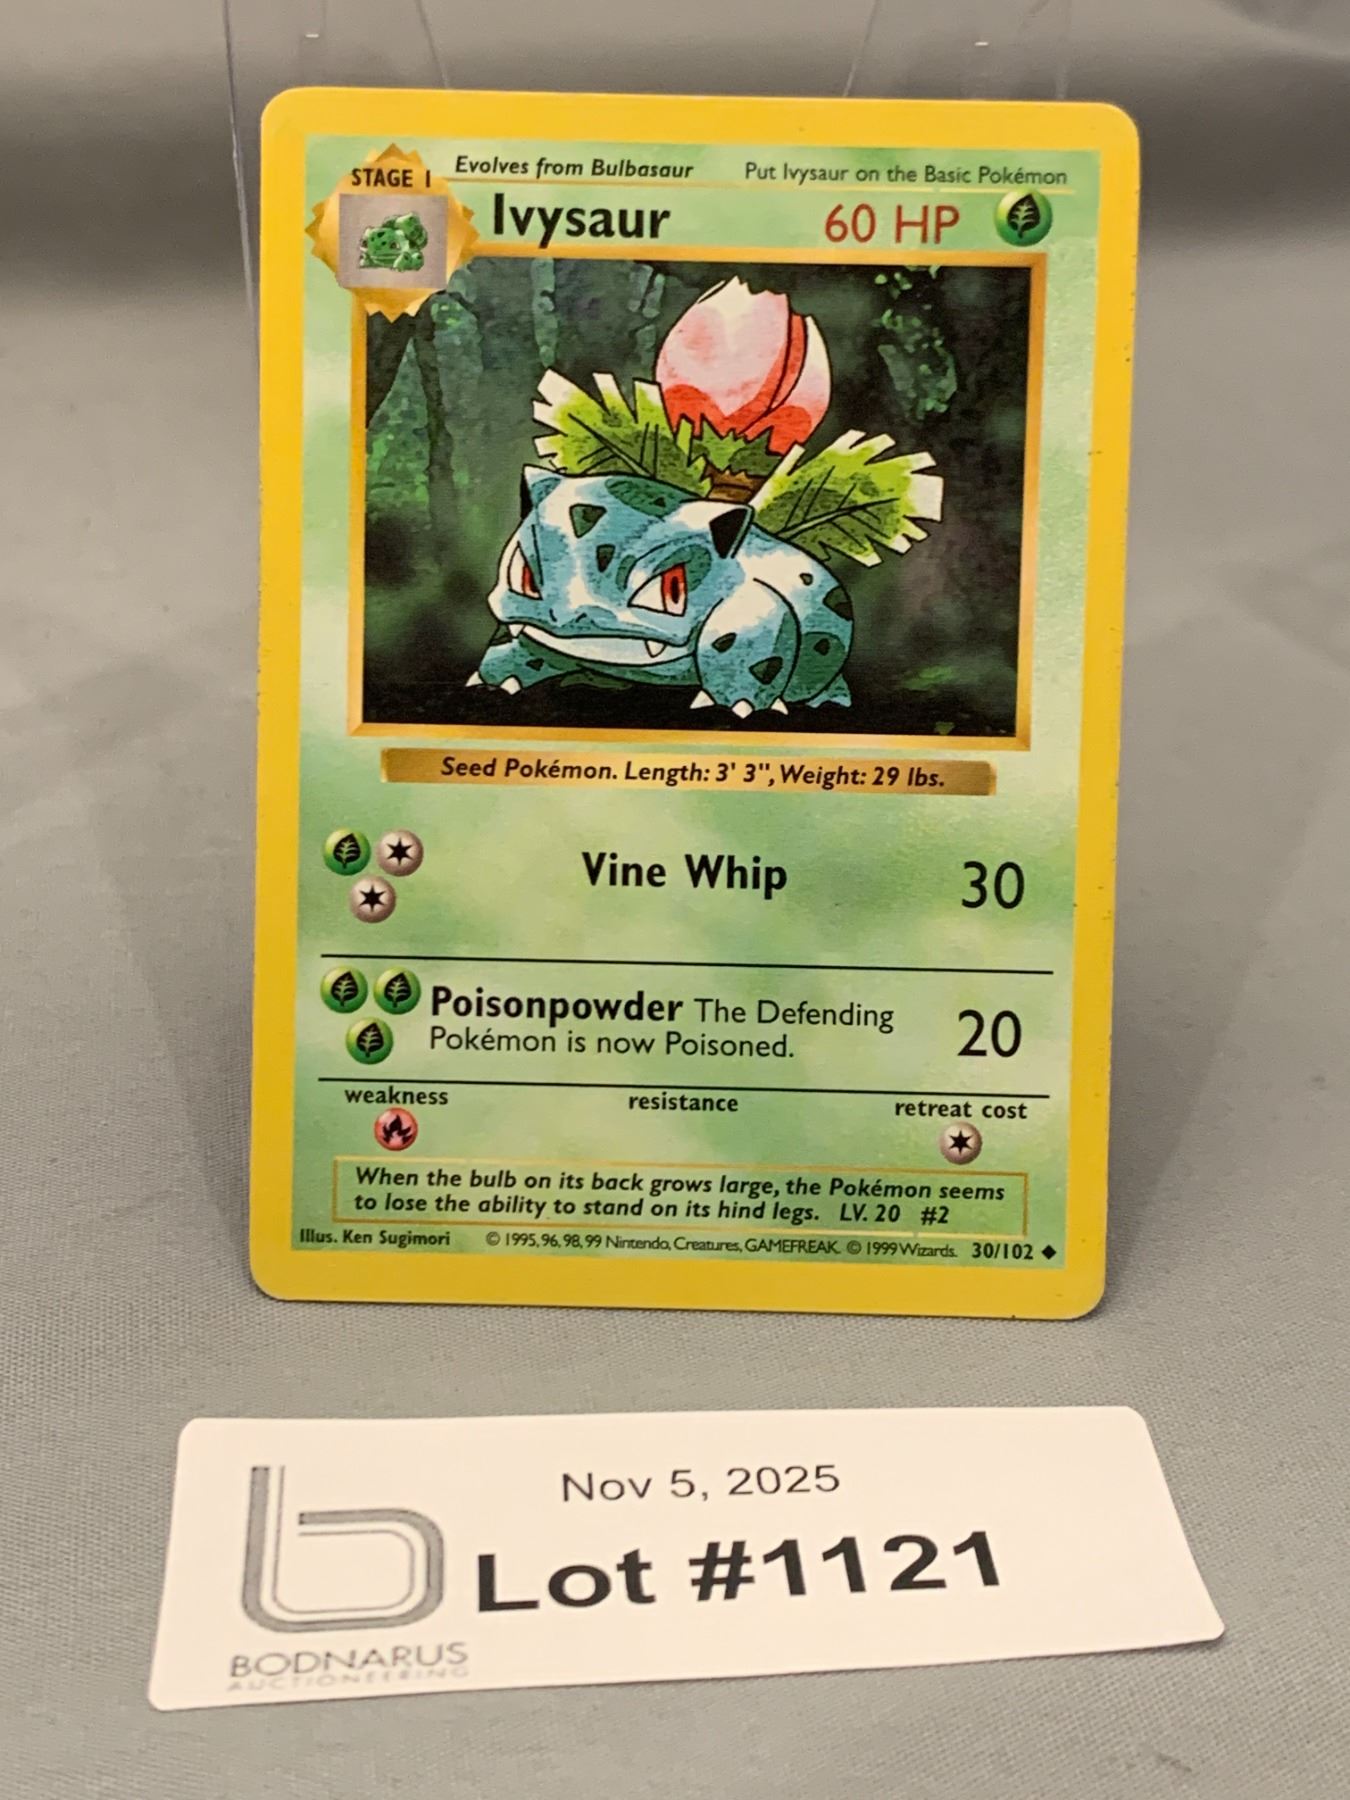 Evolves from Bulbasaur Put Ivysaur on the Basic Pokémon
STAGE 1
Ivysaur 60 HP
Seed Pokémon. Length: 3' 3", Weight: 29 lbs.
Vine Whip 30
Poisonpowder The Defending
Pokémon is now Poisoned. 20
weakness resistance retreat cost
When the bulb on its back grows large, the Pokémon seems
to lose the ability to stand on its hind legs. LV. 20 #2
Illus. Ken Sugimori © 1995, 96, 98, 99 Nintendo, Creatures, GAMEFREAK. © 1999 Wizards. 30/102
Nov 5, 2025
Lot #1121
BODNARUS
AUCTIONEERING